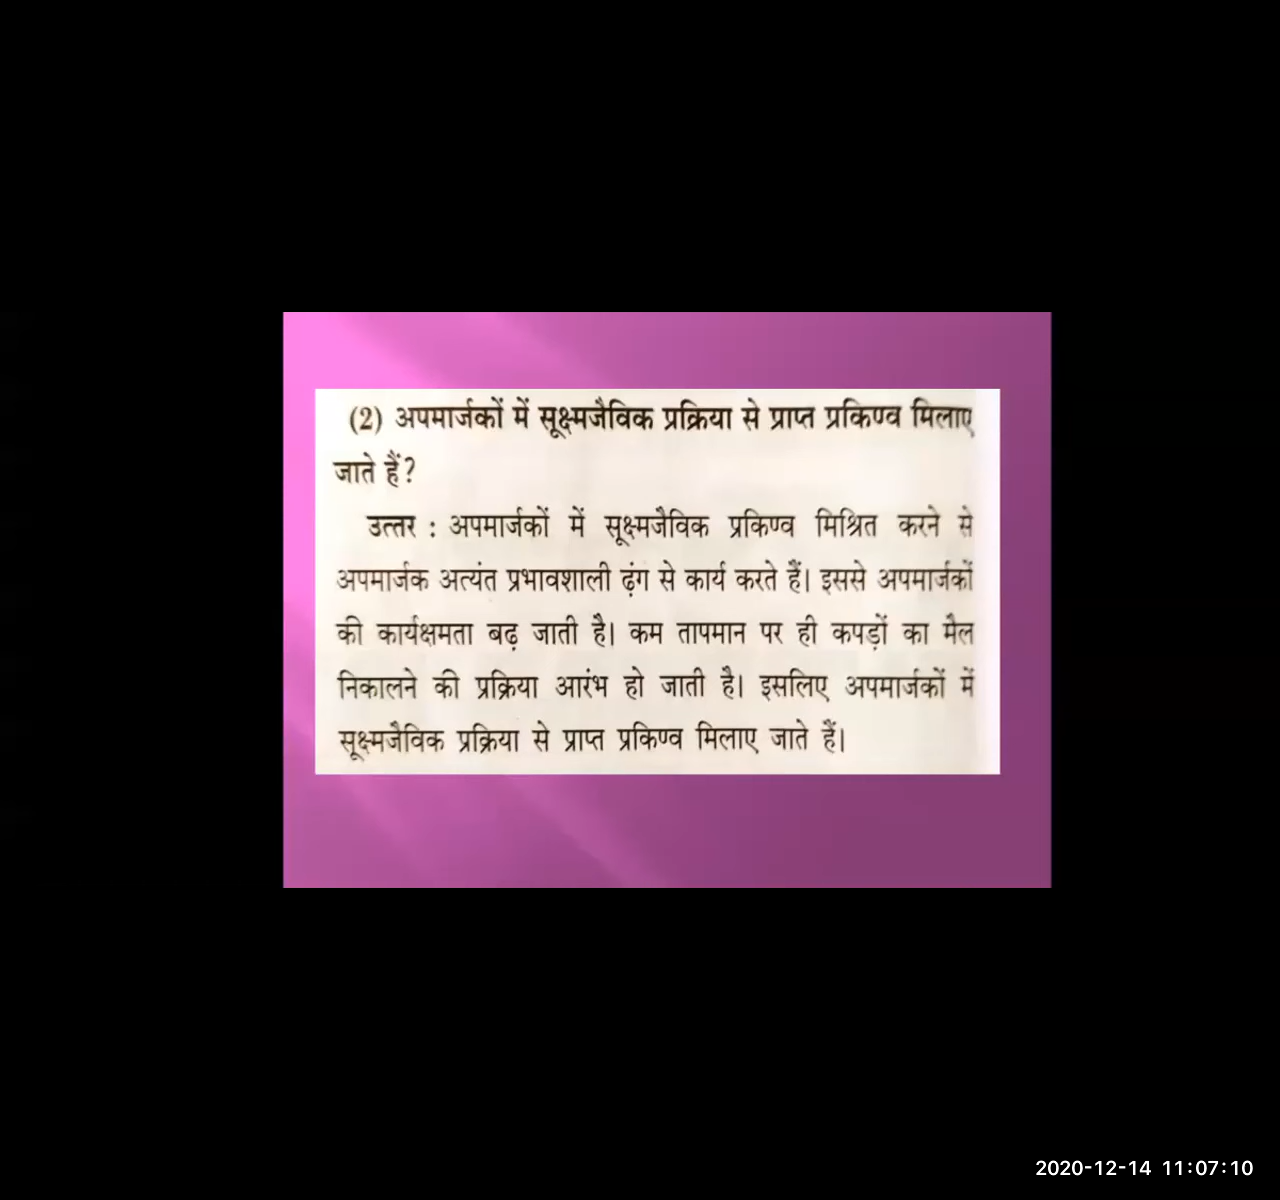 (2) अपमार्जकों में सूक्ष्मजैविक प्रक्रिया से प्राप्त प्रकिण्व मिलाए
जाते हैं?
उत्तर : अपमार्जकों में सूक्ष्मजैविक प्रकिण्व मिश्रित करने से
अपमार्जक अत्यंत प्रभावशाली ढ़ंग से कार्य करते हैं। इससे अपमार्जकों
की कार्यक्षमता बढ़ जाती है। कम तापमान पर ही कपड़ों का मैल
निकालने की प्रक्रिया आरंभ हो जाती है। इसलिए अपमार्जकों में
सूक्ष्मजैविक प्रक्रिया से प्राप्त प्रकिण्व मिलाए जाते हैं।
2020-12-14 11:07:10